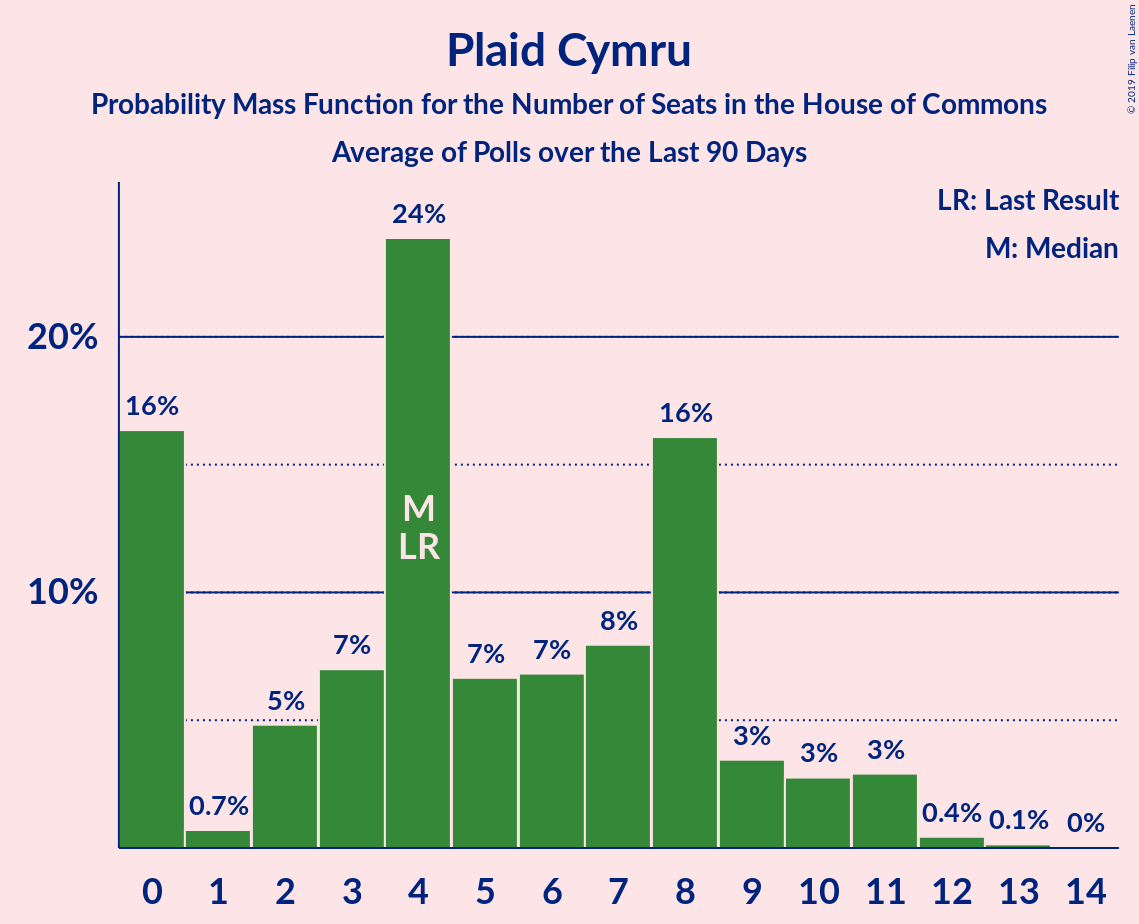 Plaid Cymru
Probability Mass Function for the Number of Seats in the House of Commons
Average of Polls over the Last 90 Days
© 2019 Filip van Laenen
LR: Last Result
M: Median
20%
10%
16%
0.7%
5%
7%
24%
M
LR
7%
7%
8%
16%
3%
3%
3%
0.4%
0.1%
0%
0 1 2 3 4 5 6 7 8 9 10 11 12 13 14